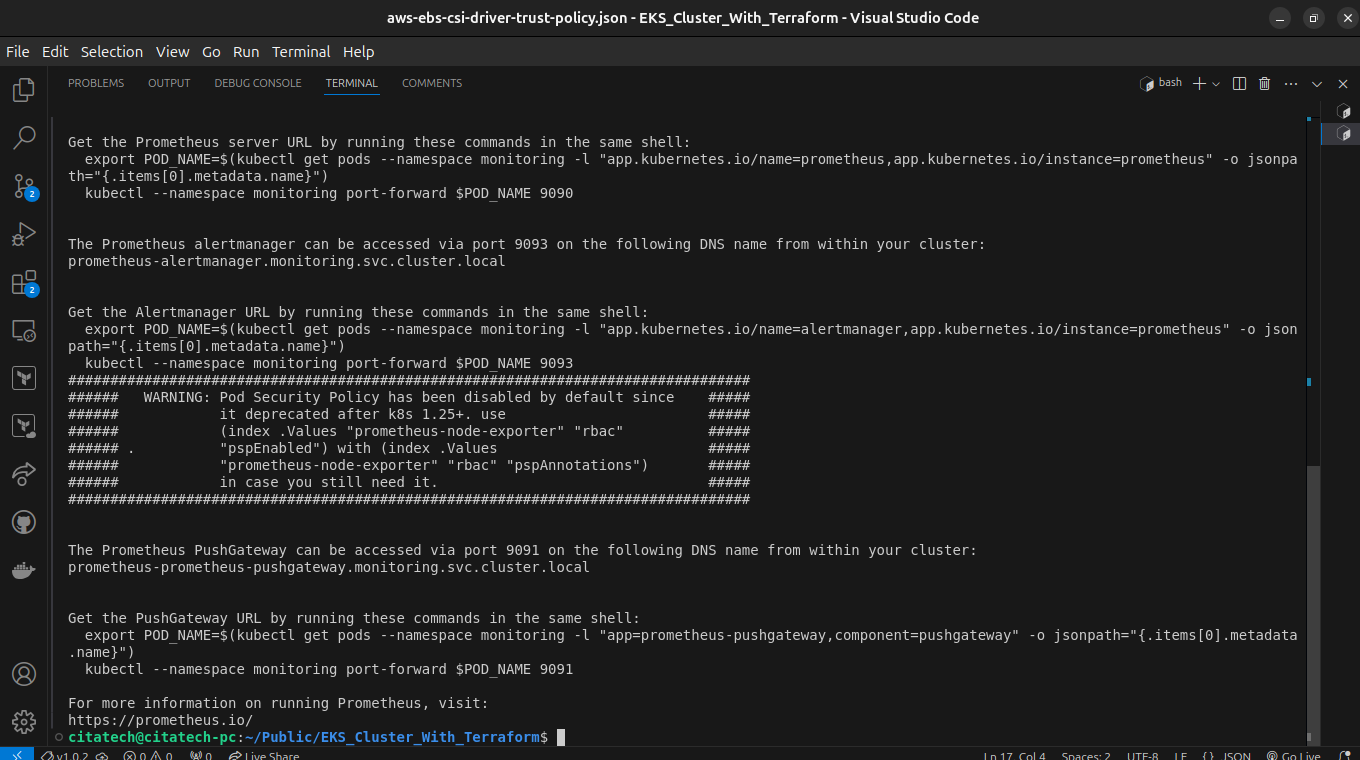 aws-ebs-csi-driver-trust-policy.json - EKS_Cluster_With_Terraform - Visual Studio Code
File Edit Selection View Go Run Terminal Help
PROBLEMS OUTPUT DEBUG CONSOLE TERMINAL COMMENTS
bash
Get the Prometheus server URL by running these commands in the same shell:
  export POD_NAME=$(kubectl get pods --namespace monitoring -l "app.kubernetes.io/name=prometheus,app.kubernetes.io/instance=prometheus" -o jsonpa
th="{.items[0].metadata.name}")
  kubectl --namespace monitoring port-forward $POD_NAME 9090
The Prometheus alertmanager can be accessed via port 9093 on the following DNS name from within your cluster:
prometheus-alertmanager.monitoring.svc.cluster.local
Get the Alertmanager URL by running these commands in the same shell:
  export POD_NAME=$(kubectl get pods --namespace monitoring -l "app.kubernetes.io/name=alertmanager,app.kubernetes.io/instance=prometheus" -o json
path="{.items[0].metadata.name}")
  kubectl --namespace monitoring port-forward $POD_NAME 9093
#################################################################################
######   WARNING: Pod Security Policy has been disabled by default since    #####
######            it deprecated after k8s 1.25+. use                        #####
######            (index .Values "prometheus-node-exporter" "rbac"          #####
###### .          "pspEnabled") with (index .Values                         #####
######            "prometheus-node-exporter" "rbac" "pspAnnotations")       #####
######            in case you still need it.                                #####
#################################################################################
The Prometheus PushGateway can be accessed via port 9091 on the following DNS name from within your cluster:
prometheus-prometheus-pushgateway.monitoring.svc.cluster.local
Get the PushGateway URL by running these commands in the same shell:
  export POD_NAME=$(kubectl get pods --namespace monitoring -l "app=prometheus-pushgateway,component=pushgateway" -o jsonpath="{.items[0].metadata
.name}")
  kubectl --namespace monitoring port-forward $POD_NAME 9091
For more information on running Prometheus, visit:
https://prometheus.io/
citatech@citatech-pc:~/Public/EKS_Cluster_With_Terraform$
2
2
v1.0.2 0 0 0 Live Share Ln 17, Col 4 Spaces: 2 UTF-8 LF {} JSON Go Live